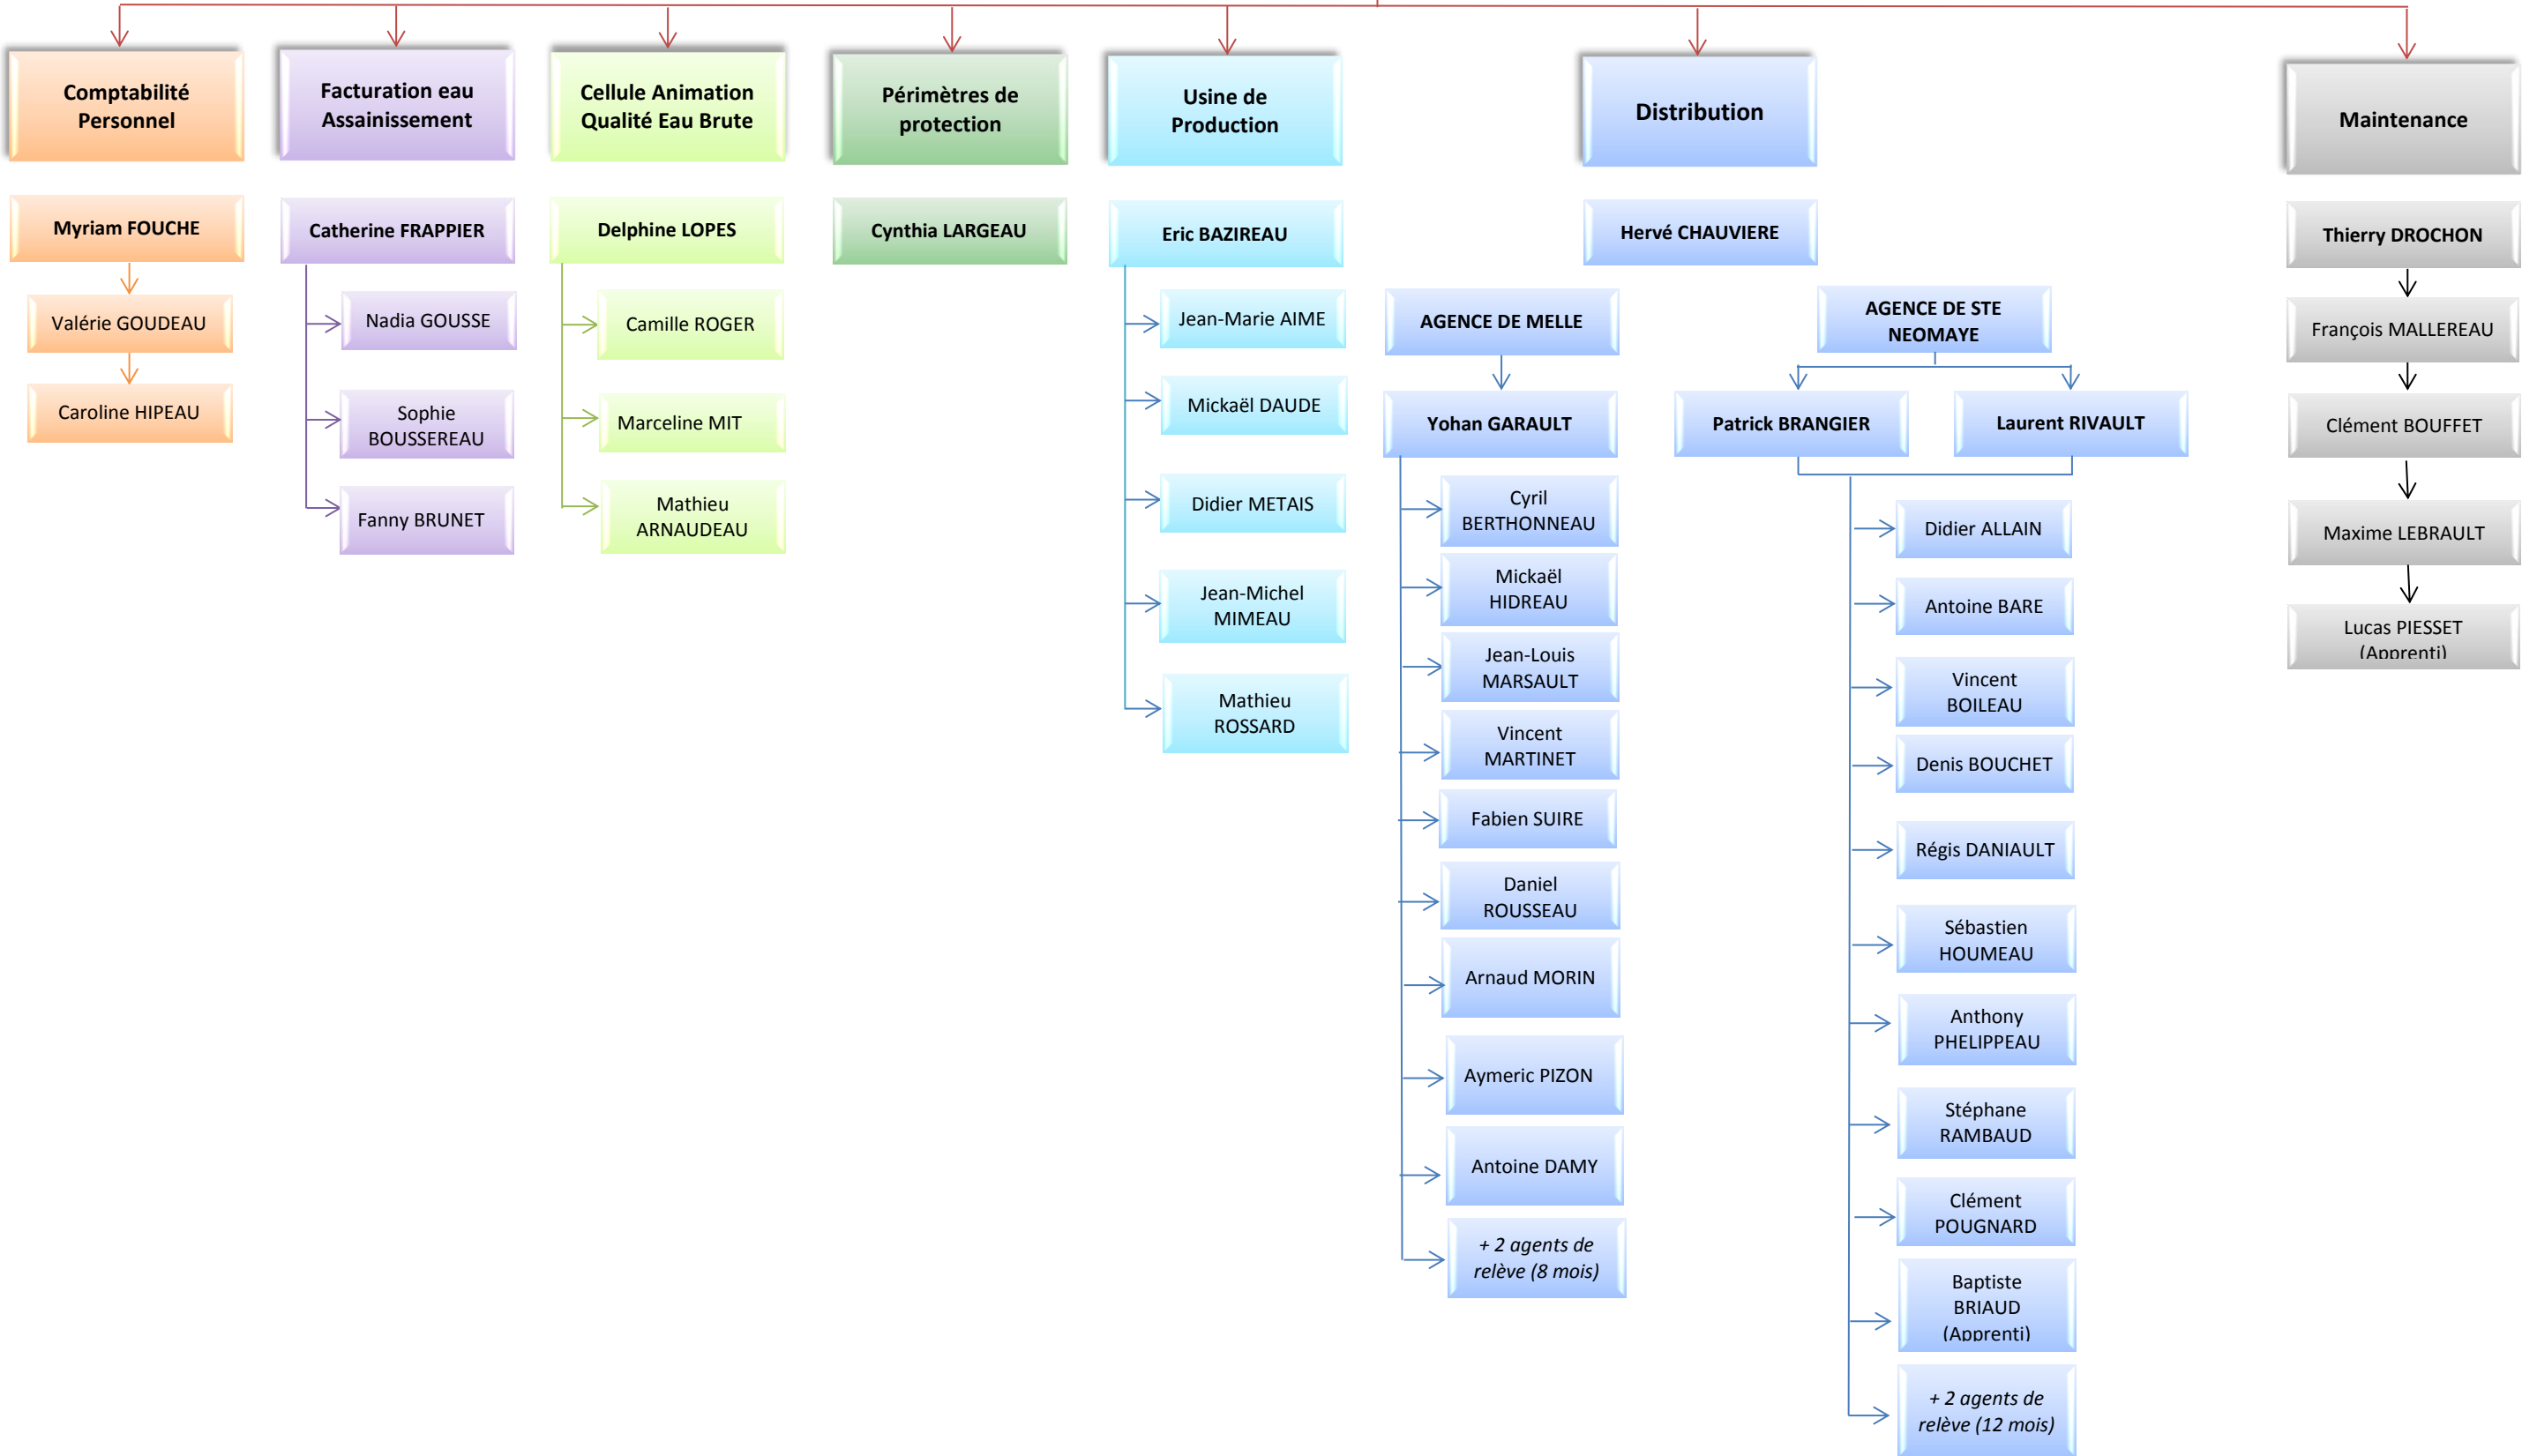 Comptabilité
Personnel
Facturation eau
Assainissement
Cellule Animation
Qualité Eau Brute
Périmètres de
protection
Usine de
Production
Distribution
Maintenance
Myriam FOUCHE
Valérie GOUDEAU
Caroline HIPEAU
Catherine FRAPPIER
Nadia GOUSSE
Sophie
BOUSSEREAU
Fanny BRUNET
Delphine LOPES
Camille ROGER
Marceline MIT
Mathieu
ARNAUDEAU
Cynthia LARGEAU
Eric BAZIREAU
Jean-Marie AIME
Mickaël DAUDE
Didier METAIS
Jean-Michel
MIMEAU
Mathieu
ROSSARD
Hervé CHAUVIERE
AGENCE DE MELLE
Yohan GARAULT
Cyril
BERTHONNEAU
Mickaël
HIDREAU
Jean-Louis
MARSAULT
Vincent
MARTINET
Fabien SUIRE
Daniel
ROUSSEAU
Arnaud MORIN
Aymeric PIZON
Antoine DAMY
+ 2 agents de
relève (8 mois)
AGENCE DE STE
NEOMAYE
Patrick BRANGIER
Laurent RIVAULT
Didier ALLAIN
Antoine BARE
Vincent
BOILEAU
Denis BOUCHET
Régis DANIAULT
Sébastien
HOUMEAU
Anthony
PHELIPPEAU
Stéphane
RAMBAUD
Clément
POUGNARD
Baptiste
BRIAUD
(Apprenti)
+ 2 agents de
relève (12 mois)
Thierry DROCHON
François MALLEREAU
Clément BOUFFET
Maxime LEBRAULT
Lucas PIESSET
(Apprenti)